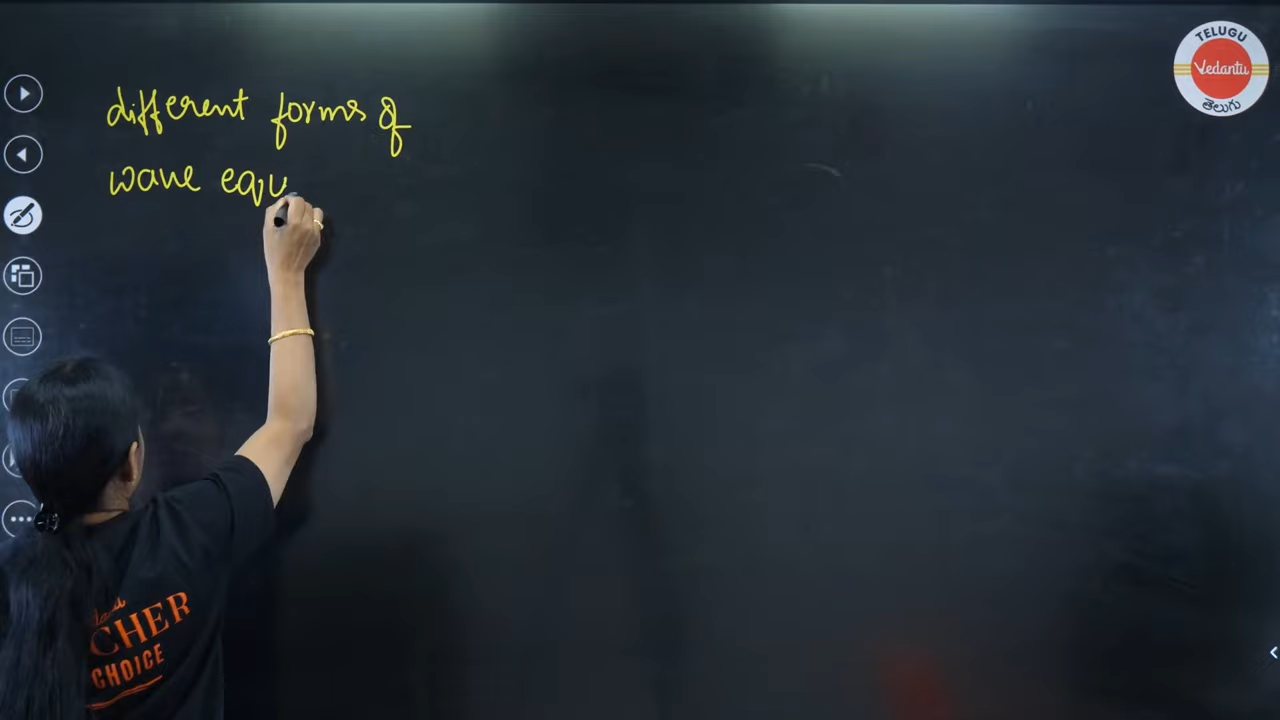 different forms of
wave equ
TELUGU
Vedantu
తెలుగు
CHER
CHOICE